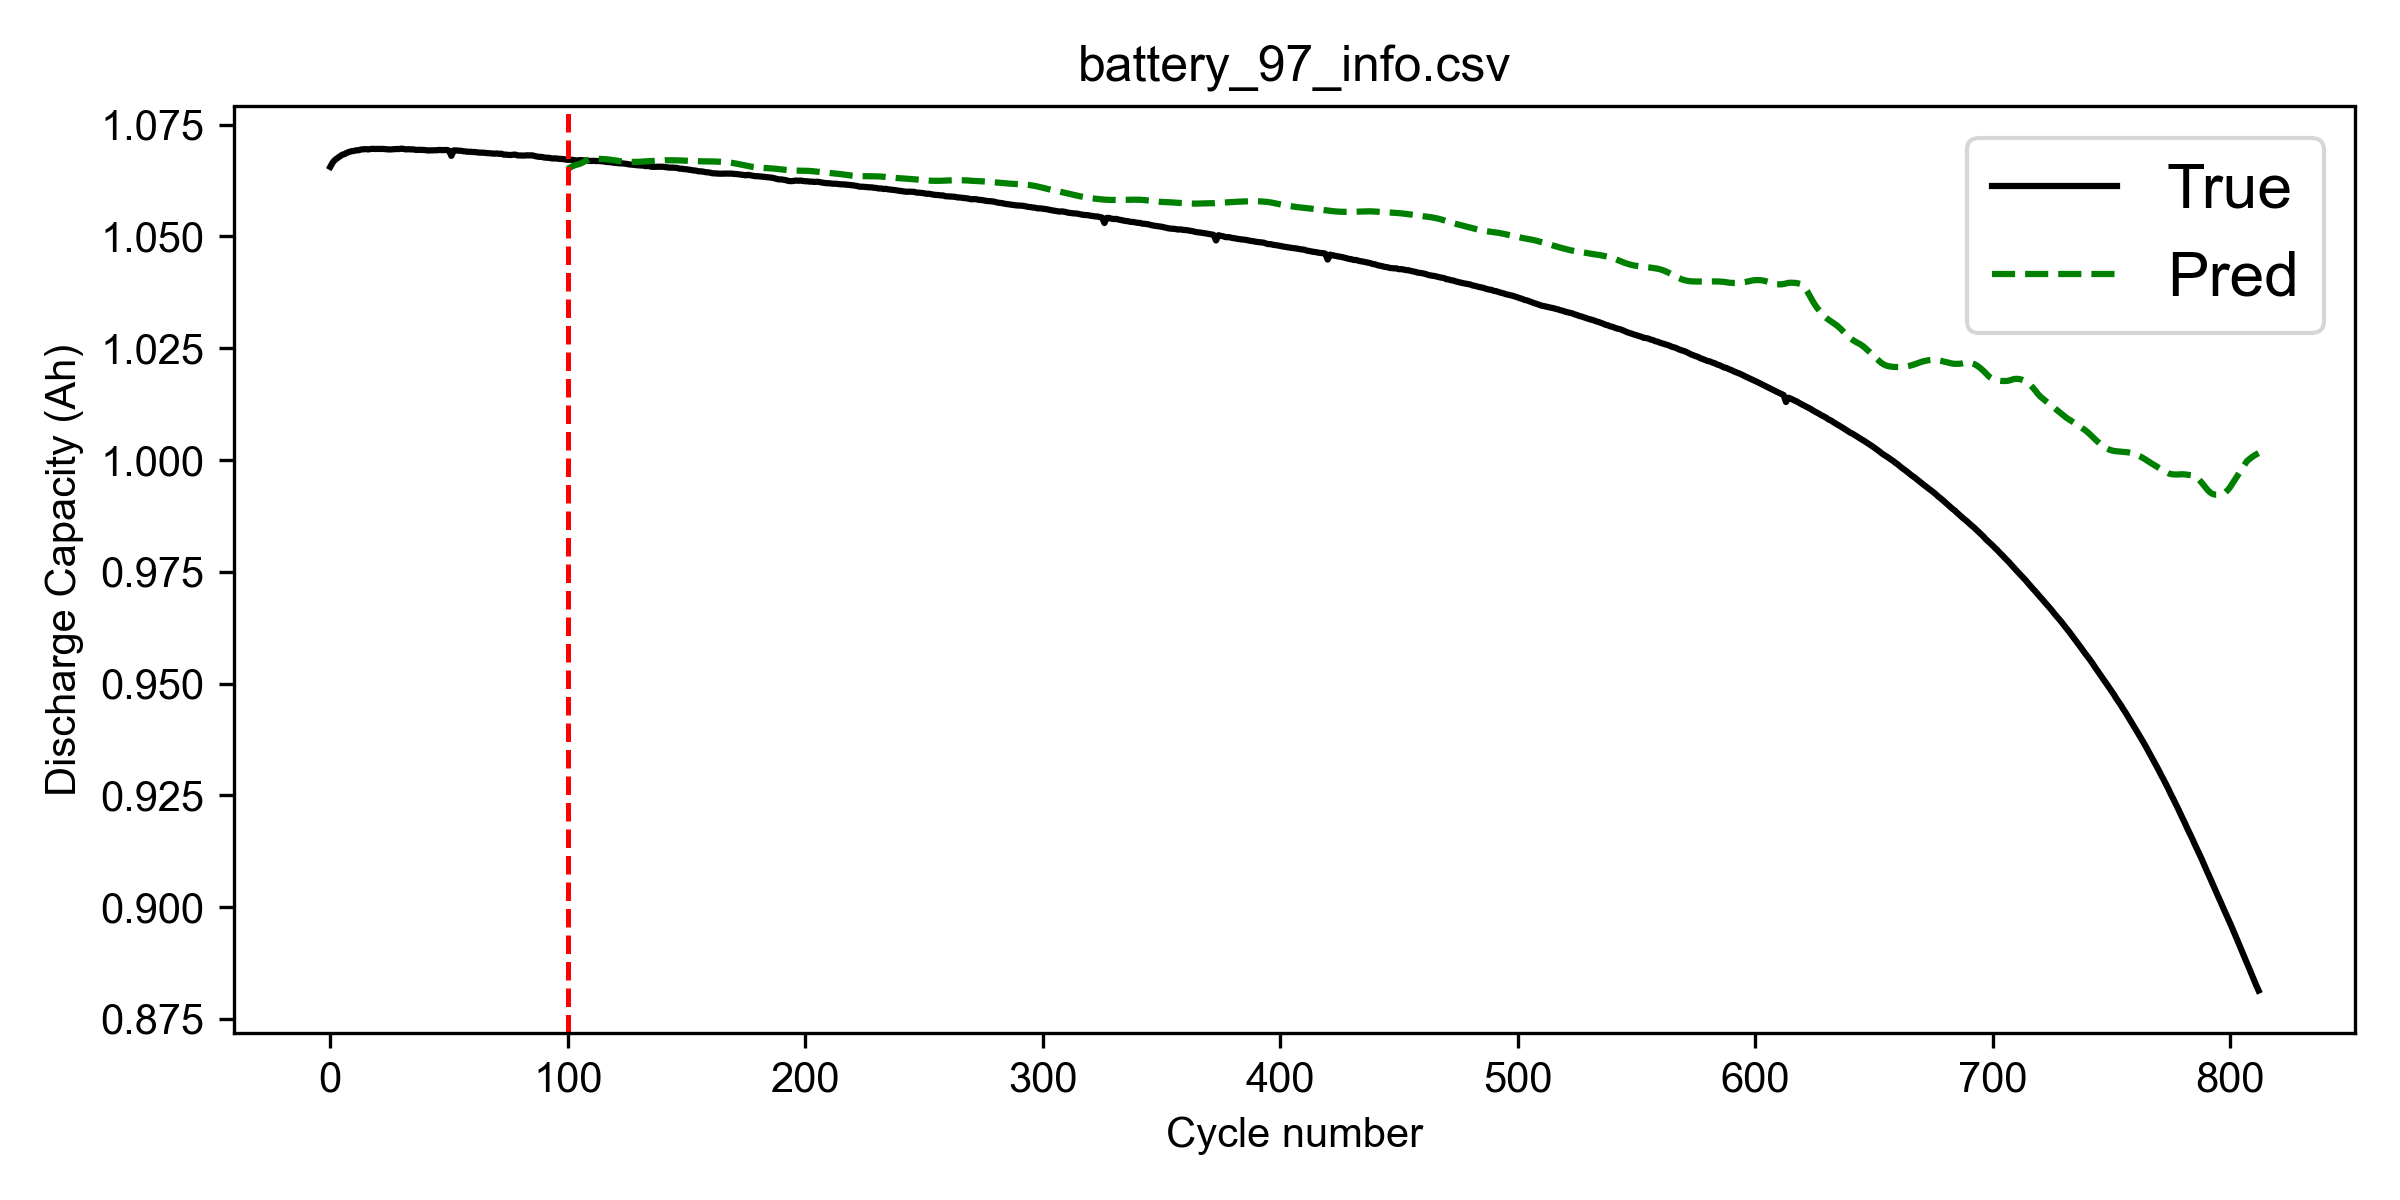 battery_97_info.csv
1.075
1.050
1.025
1.000
0.975
0.950
0.925
0.900
0.875
Discharge Capacity (Ah)
True
Pred
0 100 200 300 400 500 600 700 800
Cycle number